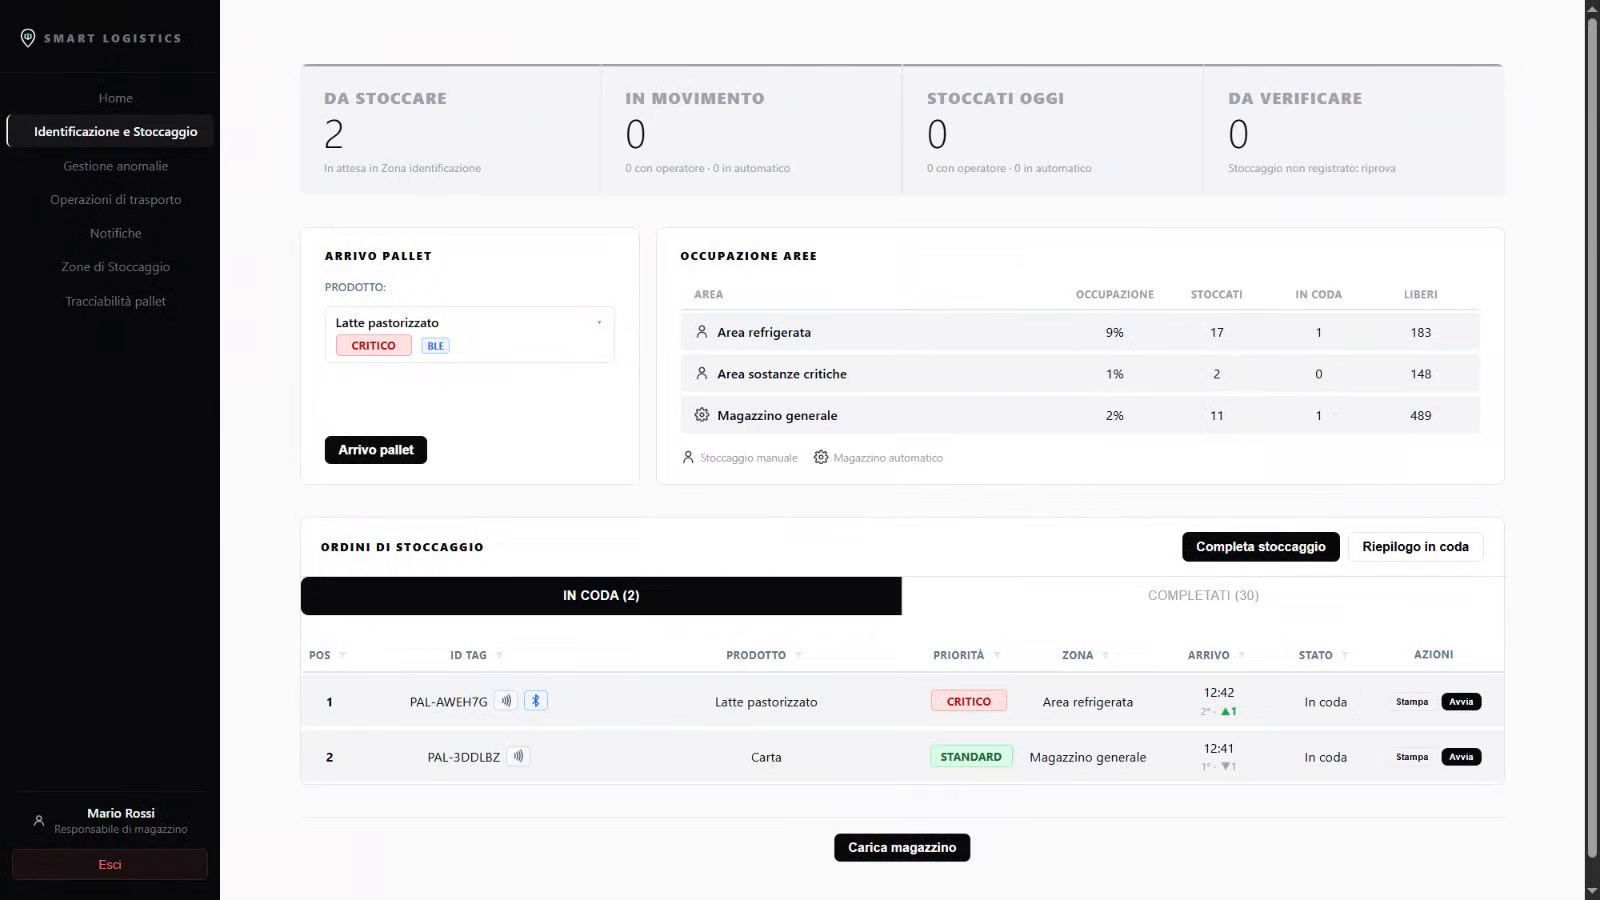 SMART LOGISTICS
Home
Identificazione e Stoccaggio
Gestione anomalie
Operazioni di trasporto
Notifiche
Zone di Stoccaggio
Tracciabilità pallet
Mario Rossi
Responsabile di magazzino
Esci
DA STOCCARE
2
In attesa in Zona identificazione
IN MOVIMENTO
0
0 con operatore · 0 in automatico
STOCCATI OGGI
0
0 con operatore · 0 in automatico
DA VERIFICARE
0
Stoccaggio non registrato: riprova
ARRIVO PALLET
PRODOTTO:
Latte pastorizzato
CRITICO BLE
Arrivo pallet
OCCUPAZIONE AREE
AREA OCCUPAZIONE STOCCATI IN CODA LIBERI
Area refrigerata 9% 17 1 183
Area sostanze critiche 1% 2 0 148
Magazzino generale 2% 11 1 489
Stoccaggio manuale Magazzino automatico
ORDINI DI STOCCAGGIO
Completa stoccaggio Riepilogo in coda
IN CODA (2) COMPLETATI (30)
POS ID TAG PRODOTTO PRIORITÀ ZONA ARRIVO STATO AZIONI
1 PAL-AWEH7G Latte pastorizzato CRITICO Area refrigerata 12:42 In coda Stampa Avvia
2° · ▲1
2 PAL-3DDLBZ Carta STANDARD Magazzino generale 12:41 In coda Stampa Avvia
1° · ▼1
Carica magazzino